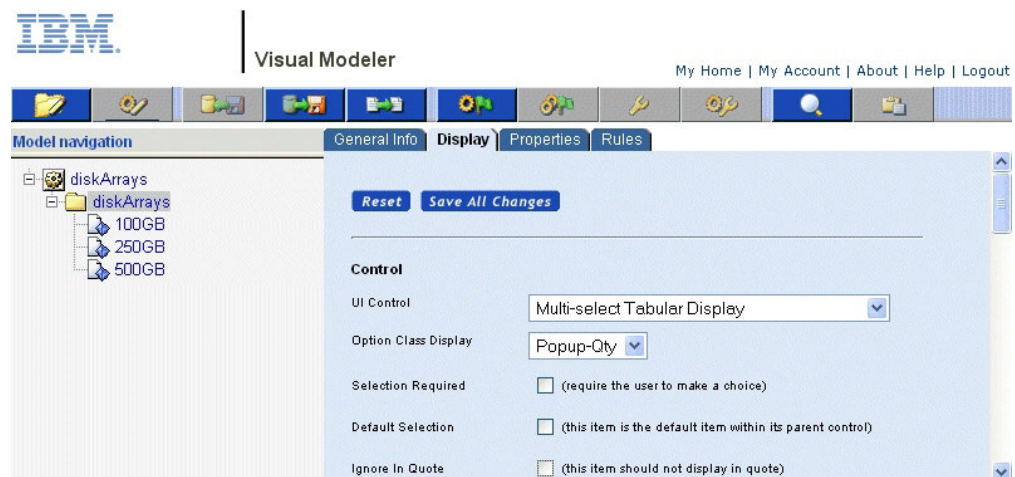 IBM.
Visual Modeler
My Home | My Account | About | Help | Logout
Model navigation
General Info Display Properties Rules
diskArrays
diskArrays
100GB
250GB
500GB
Reset Save All Changes
Control
UI Control Multi-select Tabular Display
Option Class Display Popup-Qty
Selection Required (require the user to make a choice)
Default Selection (this item is the default item within its parent control)
Ignore In Quote (this item should not display in quote)